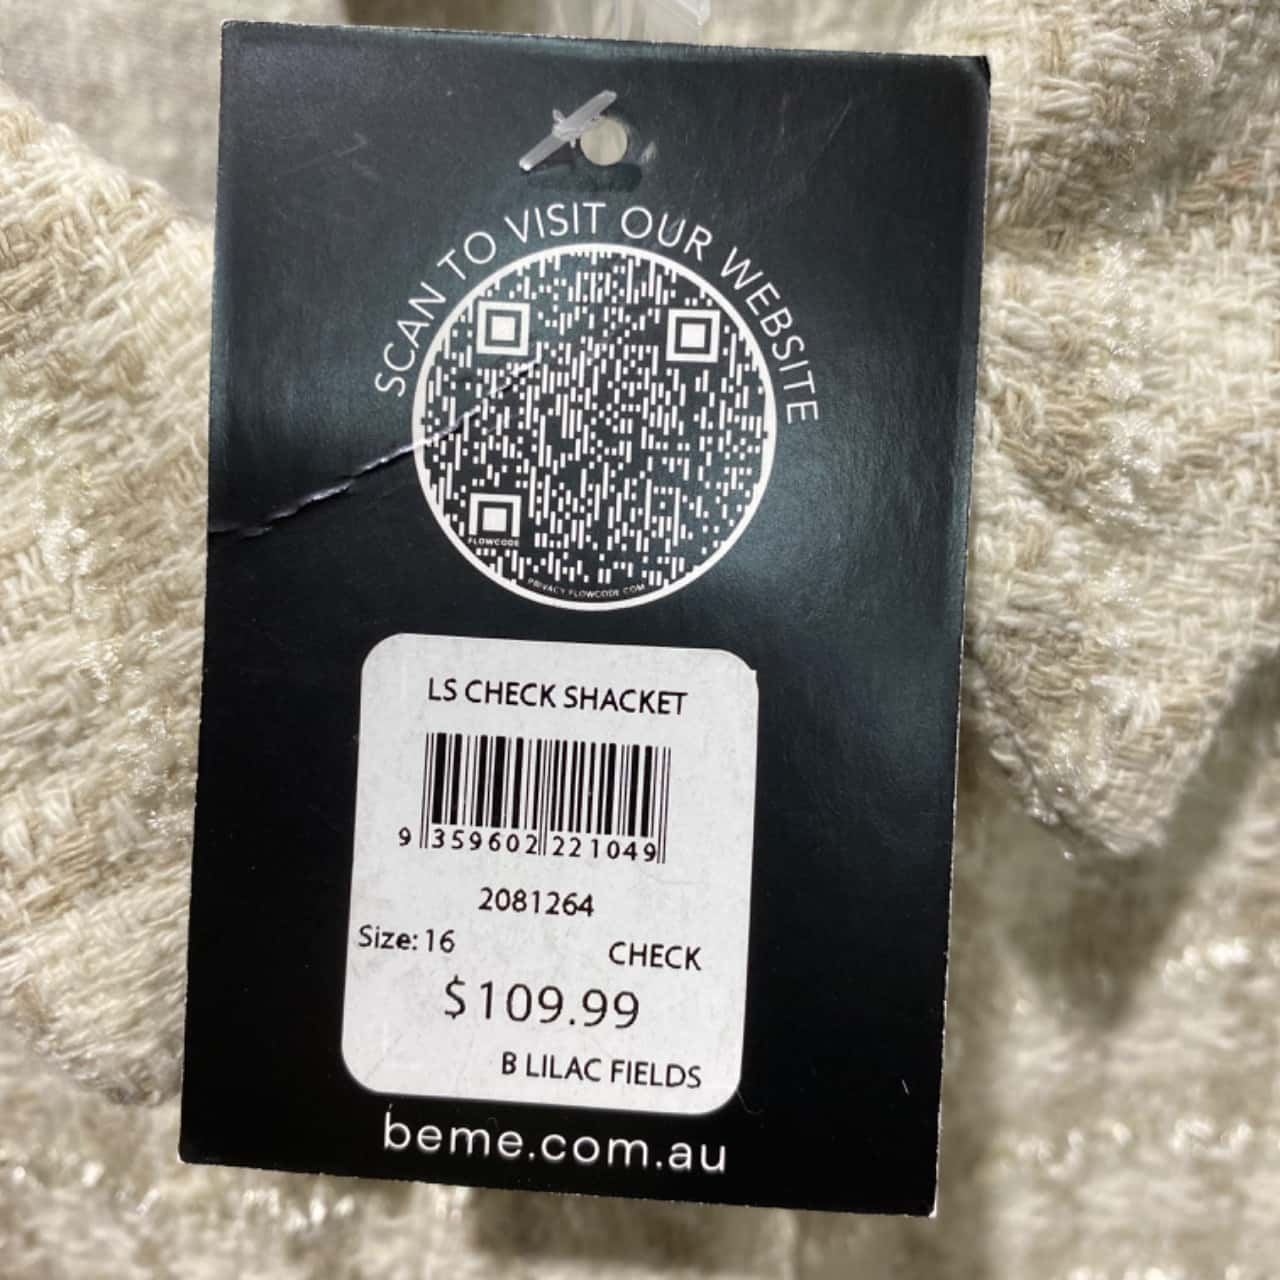 SCAN TO VISIT OUR WEBSITE
FLOWCODE
PRIVACY.FLOWCODE.COM
LS CHECK SHACKET
9 359602 221049
2081264
Size: 16 CHECK
$109.99
B LILAC FIELDS
beme.com.au